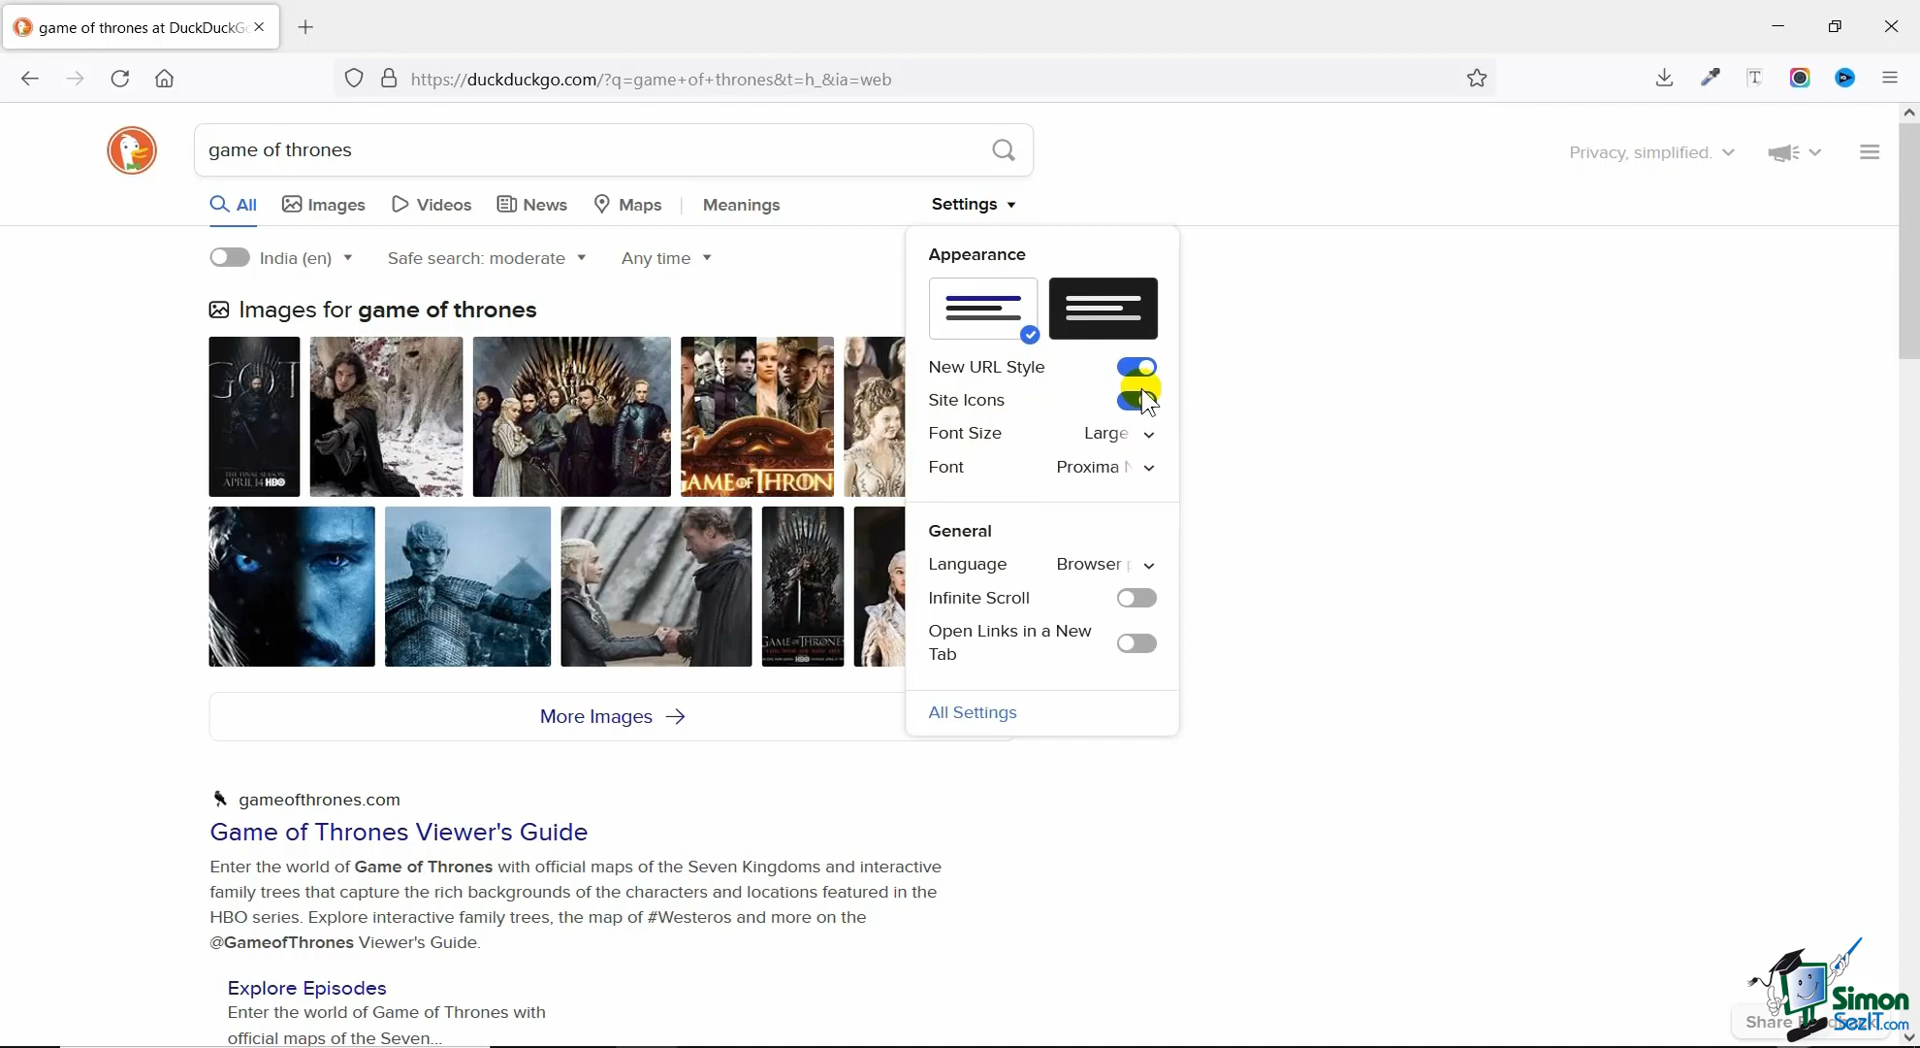 game of thrones at DuckDuckGo
https://duckduckgo.com/?q=game+of+thrones&t=h_&ia=web
game of thrones
Privacy, simplified.
All
Images
Videos
News
Maps
Meanings
Settings
India (en)
Safe search: moderate
Any time
Images for game of thrones
GOT
THE FINAL SEASON
APRIL 14 HBO
GAME OF THRON
GAME OF THRONES
HBO
More Images
Appearance
New URL Style
Site Icons
Font Size
Large
Font
Proxima N
General
Language
Browser
Infinite Scroll
Open Links in a New
Tab
All Settings
gameofthrones.com
Game of Thrones Viewer's Guide
Enter the world of Game of Thrones with official maps of the Seven Kingdoms and interactive
family trees that capture the rich backgrounds of the characters and locations featured in the
HBO series. Explore interactive family trees, the map of #Westeros and more on the
@GameofThrones Viewer's Guide.
Explore Episodes
Enter the world of Game of Thrones with
official maps of the Seven...
Share
Simon
SezIT.com